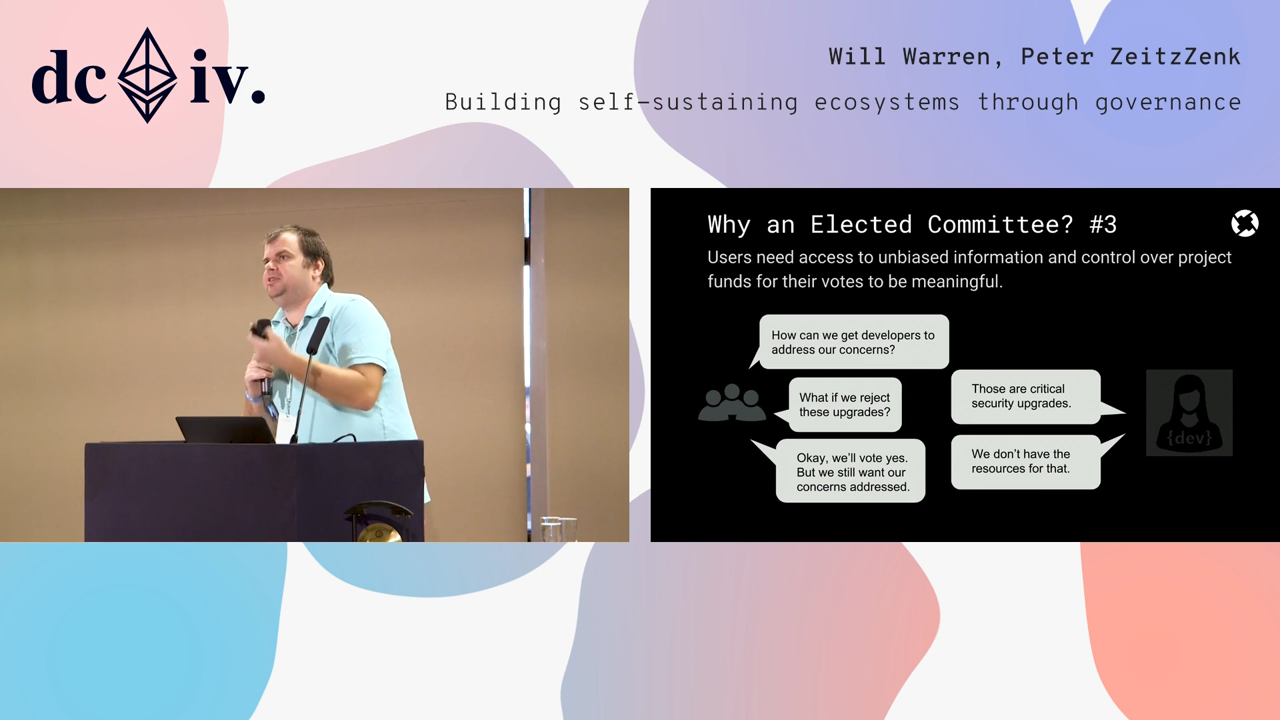 dc iv.
Will Warren, Peter ZeitzZenk
Building self-sustaining ecosystems through governance
Why an Elected Committee? #3
Users need access to unbiased information and control over project
funds for their votes to be meaningful.
How can we get developers to
address our concerns?
What if we reject
these upgrades?
Okay, we'll vote yes.
But we still want our
concerns addressed.
Those are critical
security upgrades.
We don't have the
resources for that.
{dev}